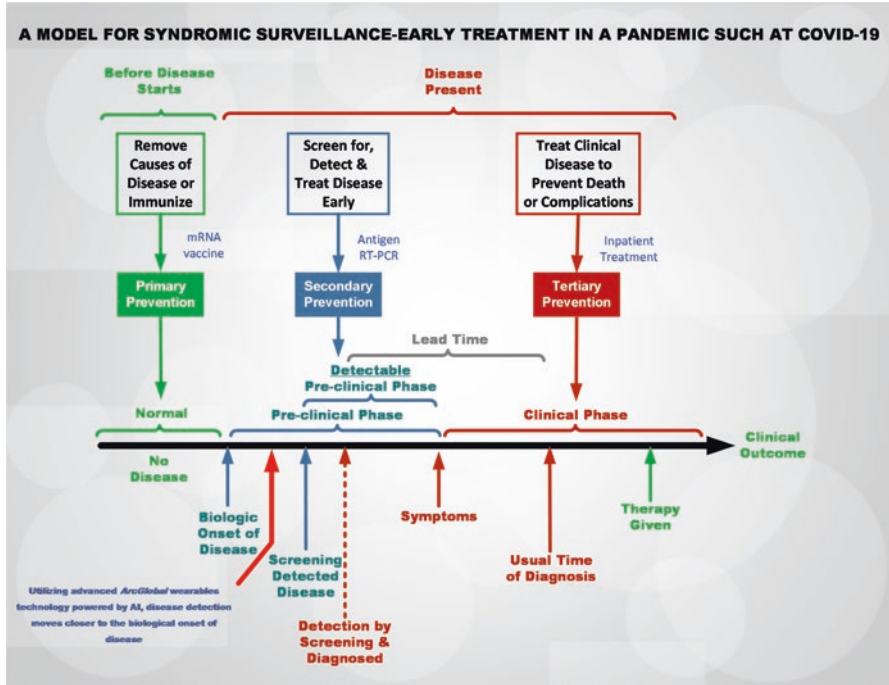 A MODEL FOR SYNDROMIC SURVEILLANCE-EARLY TREATMENT IN A PANDEMIC SUCH AT COVID-19
Before Disease
Starts
Disease
Present
Remove
Causes of
Disease or
Immunize
Screen for,
Detect &
Treat Disease
Early
Treat Clinical
Disease to
Prevent Death
or Complications
mRNA
vaccine
Antigen
RT-PCR
Inpatient
Treatment
Primary
Prevention
Secondary
Prevention
Tertiary
Prevention
Lead Time
Detectable
Pre-clinical Phase
Normal
Pre-clinical Phase
Clinical Phase
Clinical
Outcome
No
Disease
Biologic
Onset of
Disease
Screening
Detected
Disease
Detection by
Screening &
Diagnosed
Symptoms
Usual Time
of Diagnosis
Therapy
Given
Utilizing advanced ArcGlobal wearables
technology powered by AI, disease detection
moves closer to the biological onset of
disease